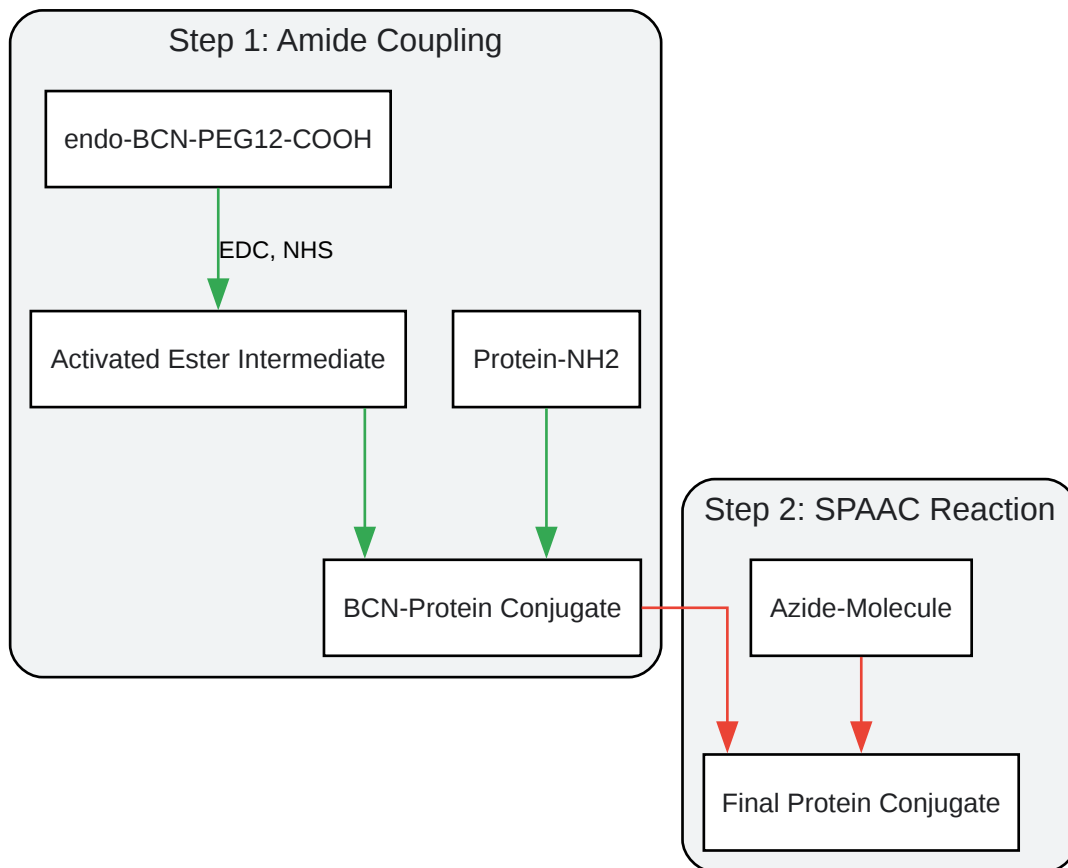 Step 1: Amide Coupling
endo-BCN-PEG12-COOH
EDC, NHS
Activated Ester Intermediate
Protein-NH2
BCN-Protein Conjugate
Step 2: SPAAC Reaction
Azide-Molecule
Final Protein Conjugate